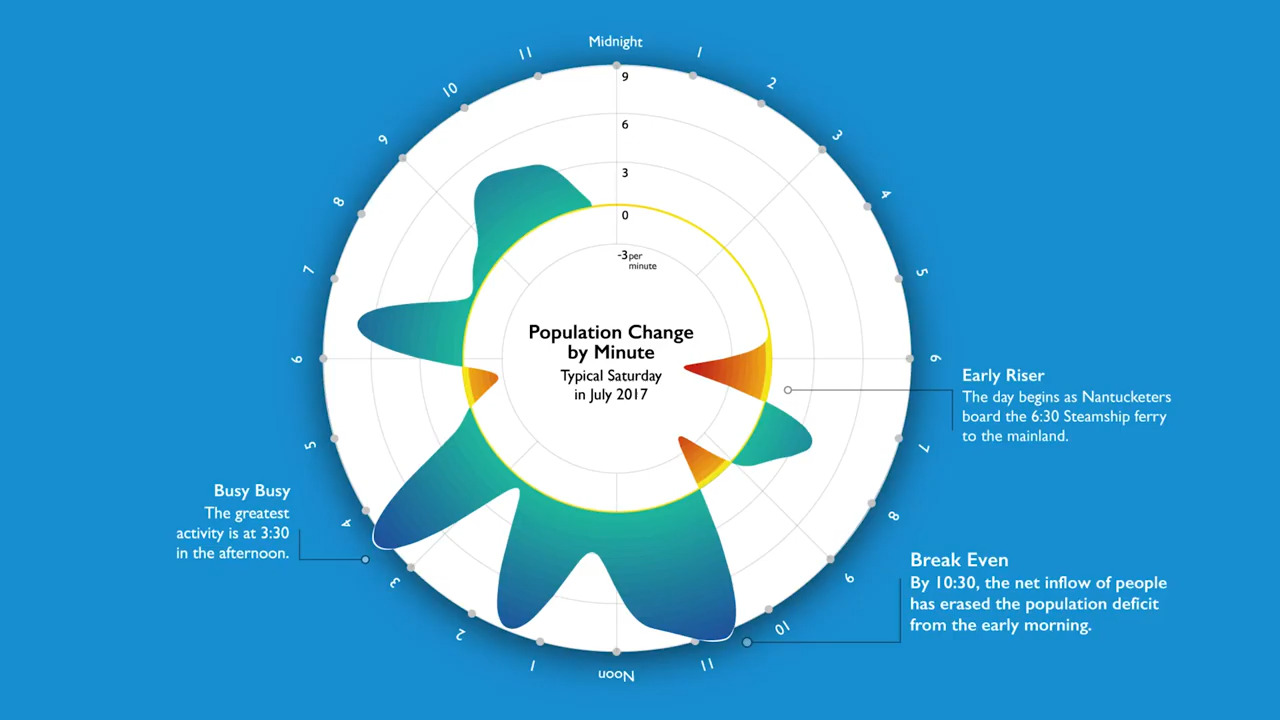 Midnight
1
2
3
4
5
6
7
8
9
10
11
Noon
1
2
3
4
5
6
7
8
9
10
11
9
6
3
0
-3 per
minute
Population Change
by Minute
Typical Saturday
in July 2017
Early Riser
The day begins as Nantucketers
board the 6:30 Steamship ferry
to the mainland.
Break Even
By 10:30, the net inflow of people
has erased the population deficit
from the early morning.
Busy Busy
The greatest
activity is at 3:30
in the afternoon.